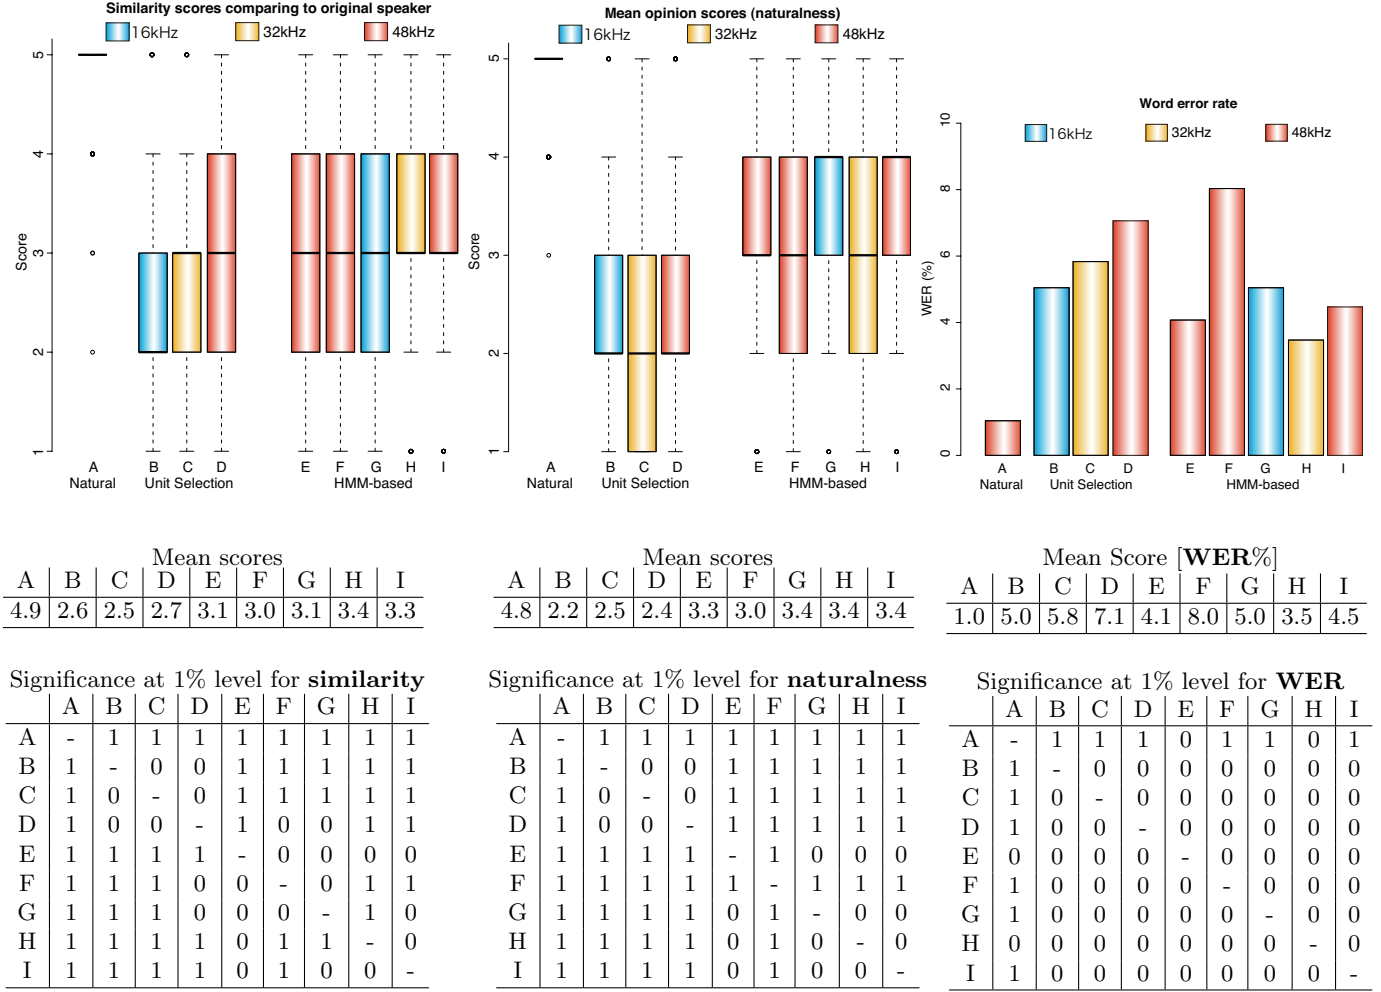 Similarity scores comparing to original speaker
16kHz 32kHz 48kHz
Score
5
4
3
2
1
A B C D E F G H I
Natural Unit Selection HMM-based
Mean opinion scores (naturalness)
16kHz 32kHz 48kHz
Score
5
4
3
2
1
A B C D E F G H I
Natural Unit Selection HMM-based
Word error rate
16kHz 32kHz 48kHz
WER (%)
10
8
6
4
2
0
A B C D E F G H I
Natural Unit Selection HMM-based
Mean scores
A B C D E F G H I
4.9 2.6 2.5 2.7 3.1 3.0 3.1 3.4 3.3
Mean scores
A B C D E F G H I
4.8 2.2 2.5 2.4 3.3 3.0 3.4 3.4 3.4
Mean Score [WER%]
A B C D E F G H I
1.0 5.0 5.8 7.1 4.1 8.0 5.0 3.5 4.5
Significance at 1% level for similarity
A B C D E F G H I
A - 1 1 1 1 1 1 1 1
B 1 - 0 0 1 1 1 1 1
C 1 0 - 0 1 1 1 1 1
D 1 0 0 - 1 0 0 1 1
E 1 1 1 1 - 0 0 0 0
F 1 1 1 0 0 - 0 1 1
G 1 1 1 0 0 0 - 1 0
H 1 1 1 1 0 1 1 - 0
I 1 1 1 1 0 1 0 0 -
Significance at 1% level for naturalness
A B C D E F G H I
A - 1 1 1 1 1 1 1 1
B 1 - 0 0 1 1 1 1 1
C 1 0 - 0 1 1 1 1 1
D 1 0 0 - 1 1 1 1 1
E 1 1 1 1 - 1 0 0 0
F 1 1 1 1 1 - 1 1 1
G 1 1 1 1 0 1 - 0 0
H 1 1 1 1 0 1 0 - 0
I 1 1 1 1 0 1 0 0 -
Significance at 1% level for WER
A B C D E F G H I
A - 1 1 1 0 1 1 0 1
B 1 - 0 0 0 0 0 0 0
C 1 0 - 0 0 0 0 0 0
D 1 0 0 - 0 0 0 0 0
E 0 0 0 0 - 0 0 0 0
F 1 0 0 0 0 - 0 0 0
G 1 0 0 0 0 0 - 0 0
H 0 0 0 0 0 0 0 - 0
I 1 0 0 0 0 0 0 0 -